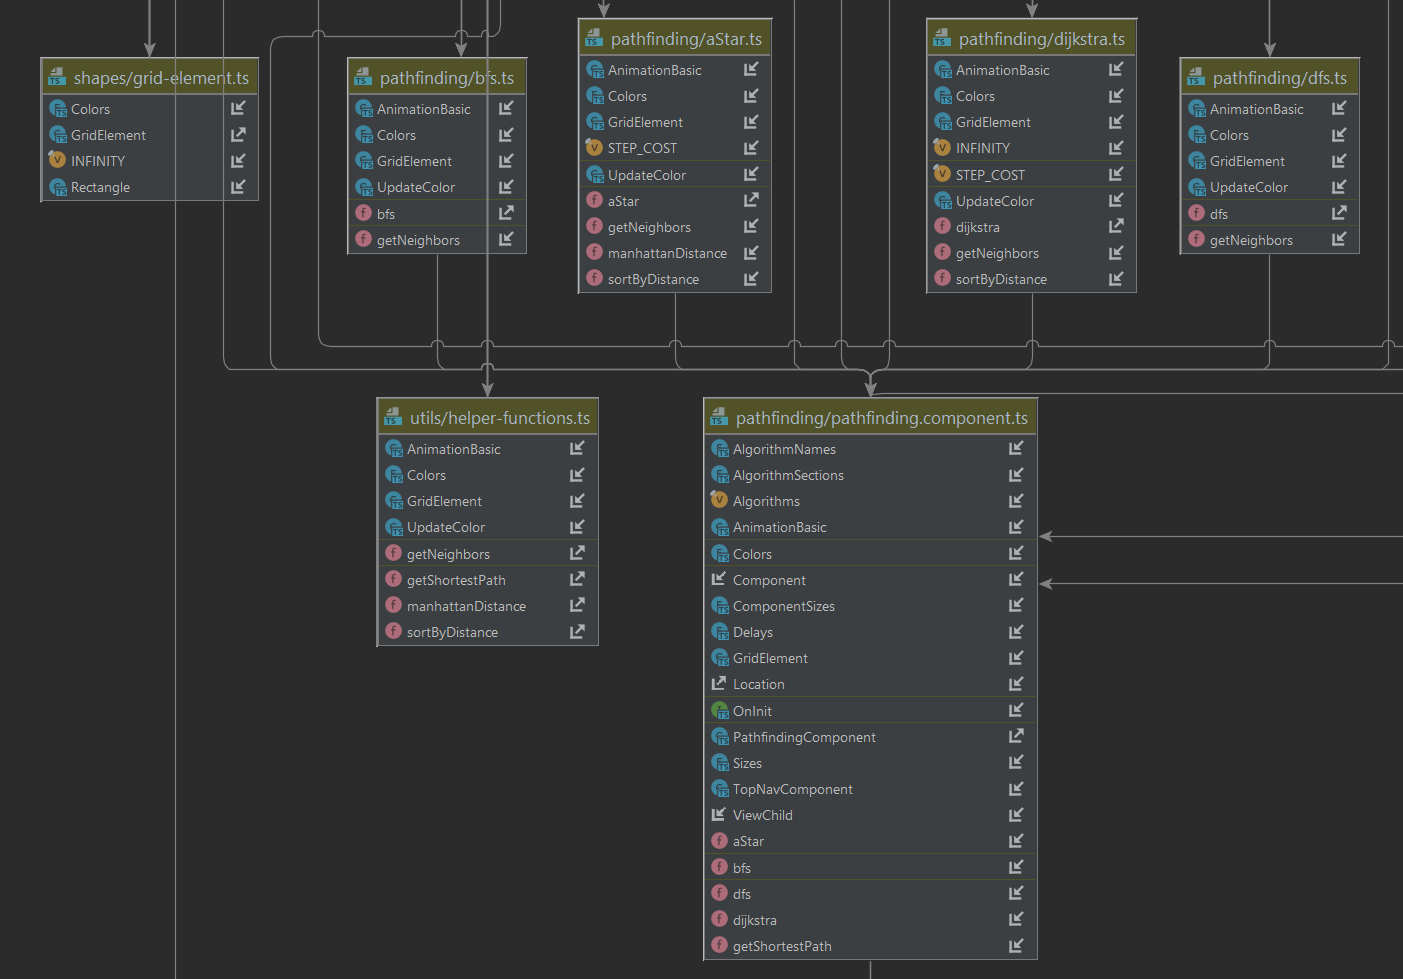 shapes/grid-element.ts
Colors
GridElement
INFINITY
Rectangle
pathfinding/bfs.ts
AnimationBasic
Colors
GridElement
UpdateColor
bfs
getNeighbors
pathfinding/aStar.ts
AnimationBasic
Colors
GridElement
STEP_COST
UpdateColor
aStar
getNeighbors
manhattanDistance
sortByDistance
pathfinding/dijkstra.ts
AnimationBasic
Colors
GridElement
INFINITY
STEP_COST
UpdateColor
dijkstra
getNeighbors
sortByDistance
pathfinding/dfs.ts
AnimationBasic
Colors
GridElement
UpdateColor
dfs
getNeighbors
utils/helper-functions.ts
AnimationBasic
Colors
GridElement
UpdateColor
getNeighbors
getShortestPath
manhattanDistance
sortByDistance
pathfinding/pathfinding.component.ts
AlgorithmNames
AlgorithmSections
Algorithms
AnimationBasic
Colors
Component
ComponentSizes
Delays
GridElement
Location
OnInit
PathfindingComponent
Sizes
TopNavComponent
ViewChild
aStar
bfs
dfs
dijkstra
getShortestPath